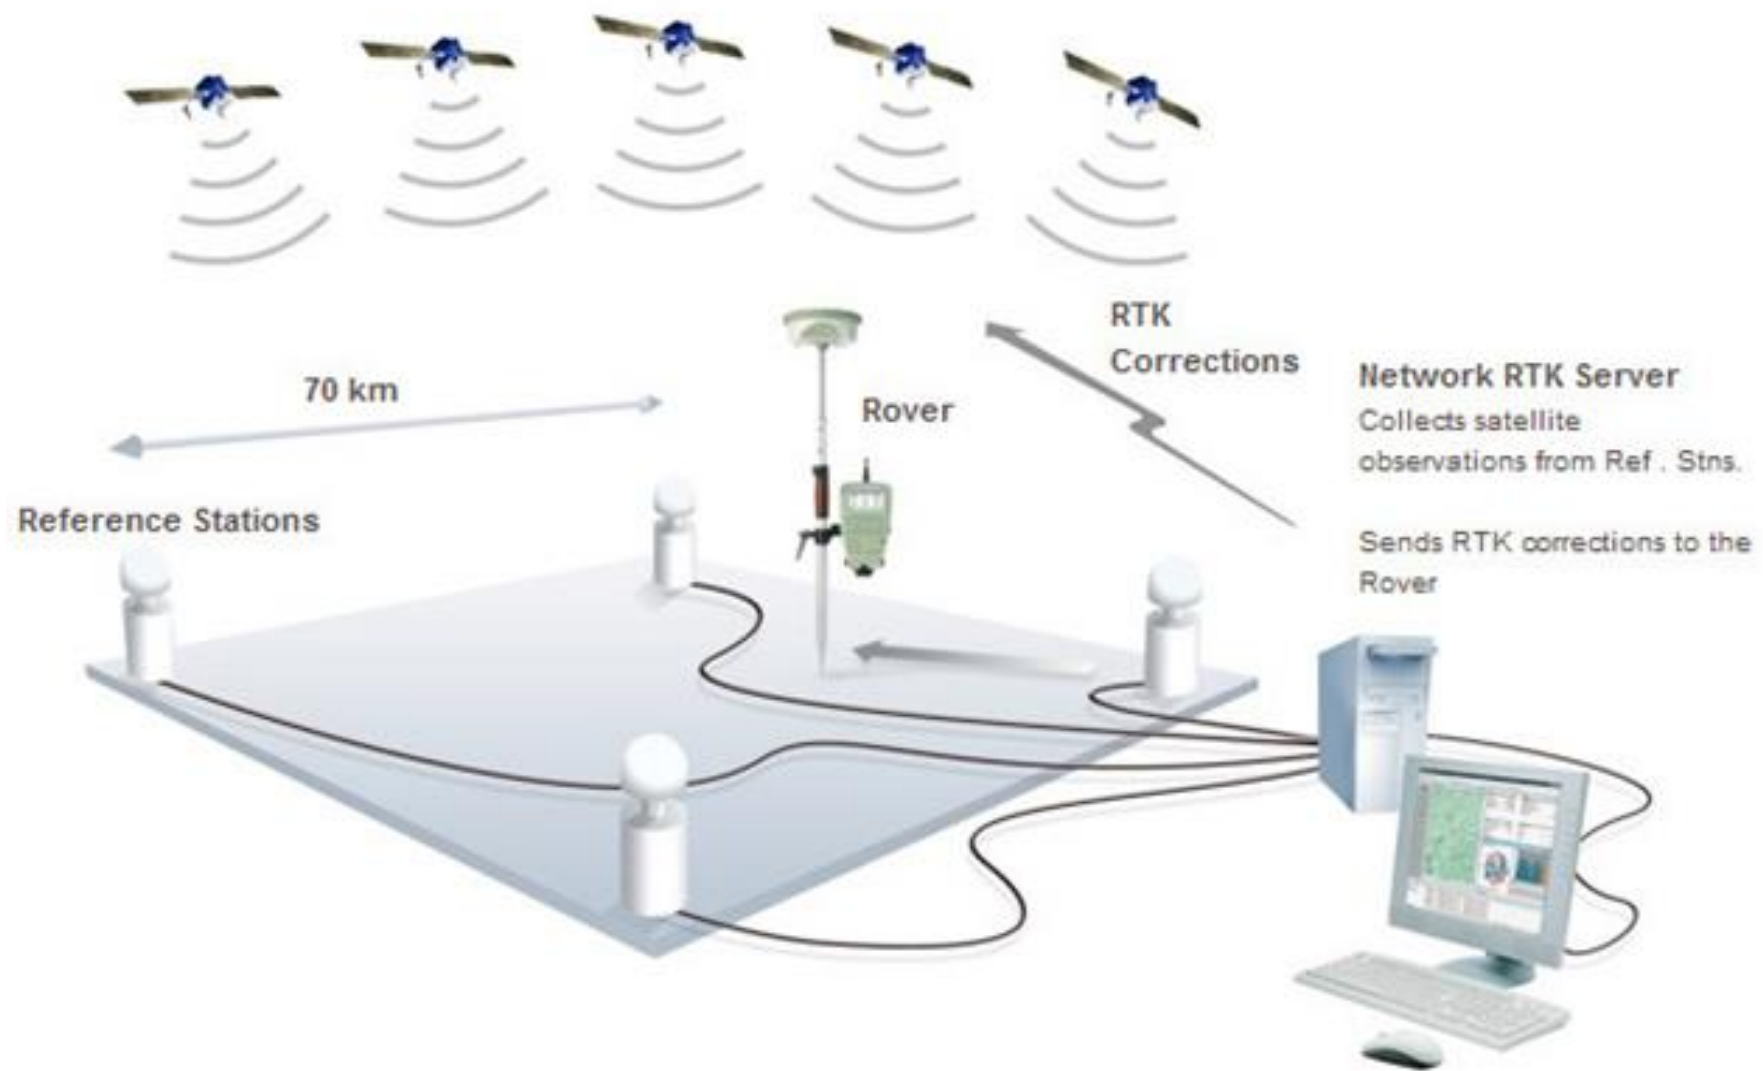 RTK
Corrections
70 km
Network RTK Server
Rover
Collects satellite
observations from Ref . Stns.
Reference Stations
Sends RTK corrections to the
Rover